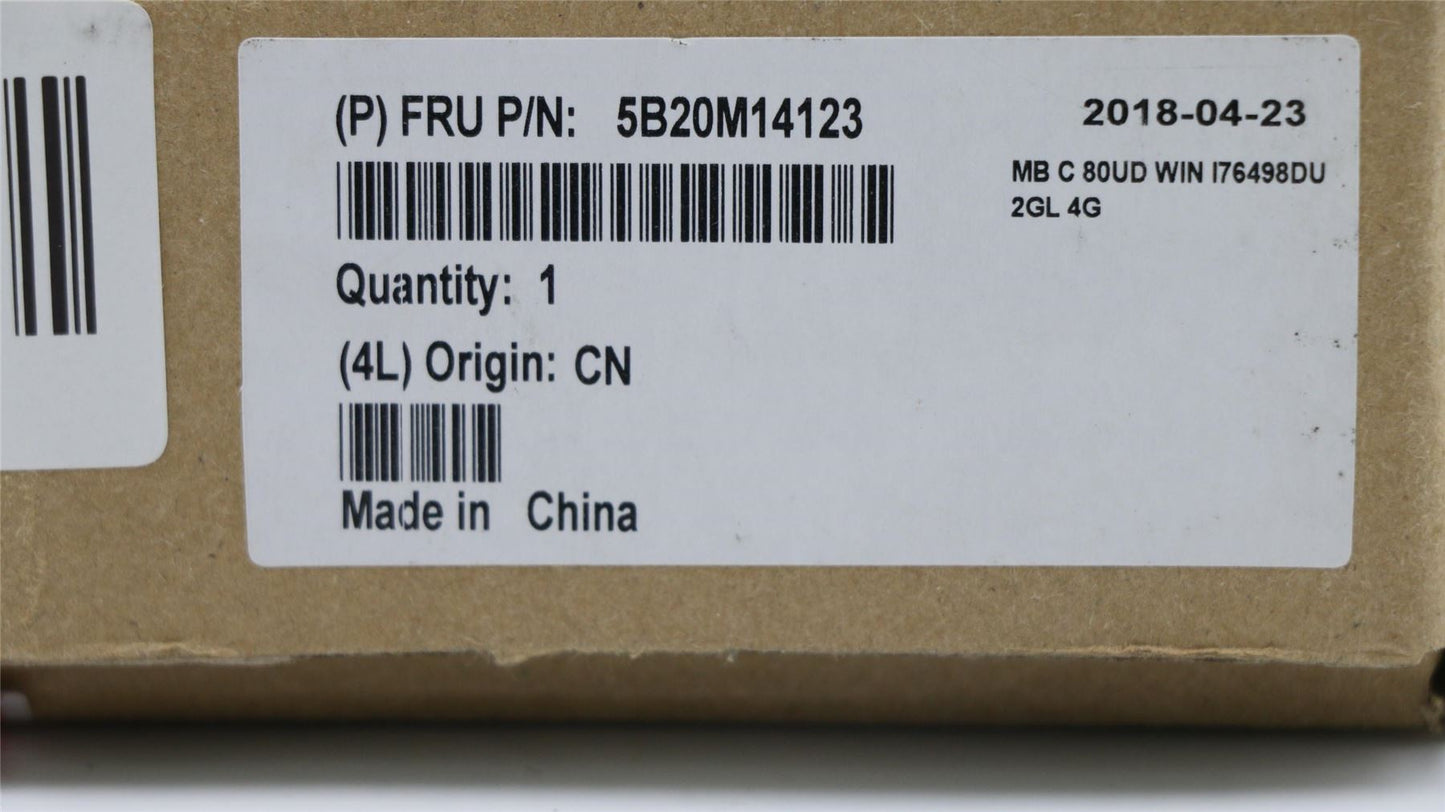 (P) FRU P/N: 5B20M14123
2018-04-23
MB C 80UD WIN I76498DU
2GL 4G
Quantity: 1
(4L) Origin: CN
Made in China